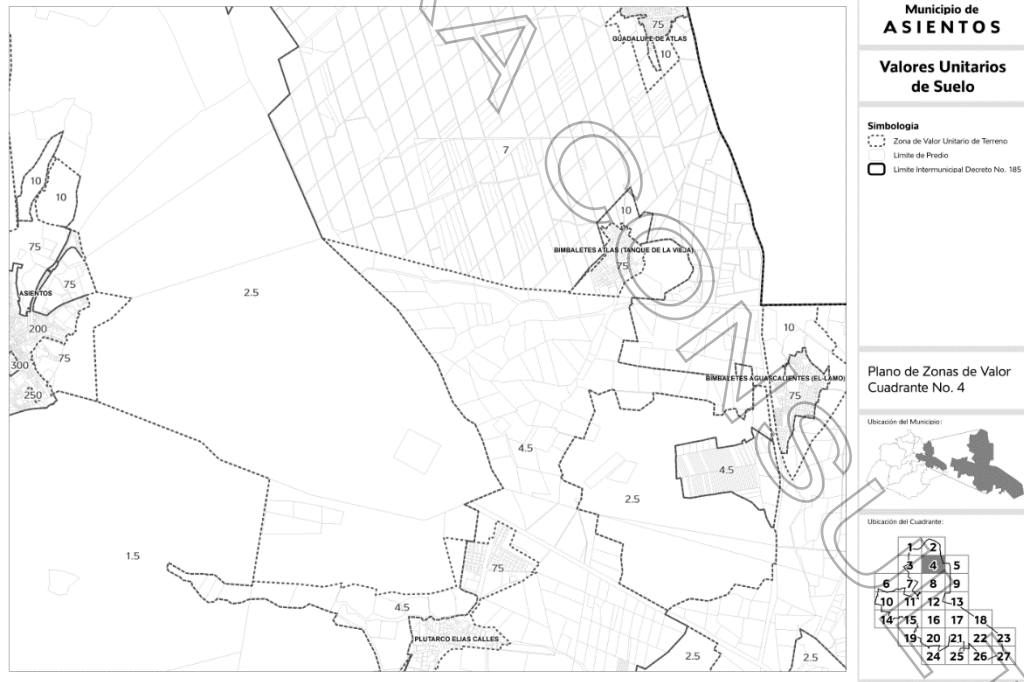 75
GUADALUPE DE ATLAS
10
7
10
10
10
BIMBALETES ATLAS (TANQUE DE LA VIEJA)
75
75
75
ASIENTOS
2.5
200
10
75
300
BIMBALETES AGUASCALIENTES (EL LAMO)
250
75
4.5
4.5
2.5
1.5
75
4.5
PLUTARCO ELIAS CALLES
2.5
2.5
Municipio de
ASIENTOS
Valores Unitarios
de Suelo
Simbología
Zona de Valor Unitario de Terreno
Límite de Predio
Límite Intermunicipal Decreto No. 185
Plano de Zonas de Valor
Cuadrante No. 4
Ubicación del Municipio:
Ubicación del Cuadrante:
1 2
3 4 5
6 7 8 9
10 11 12 13
14 15 16 17 18
19 20 21 22 23
24 25 26 27
A CONSU